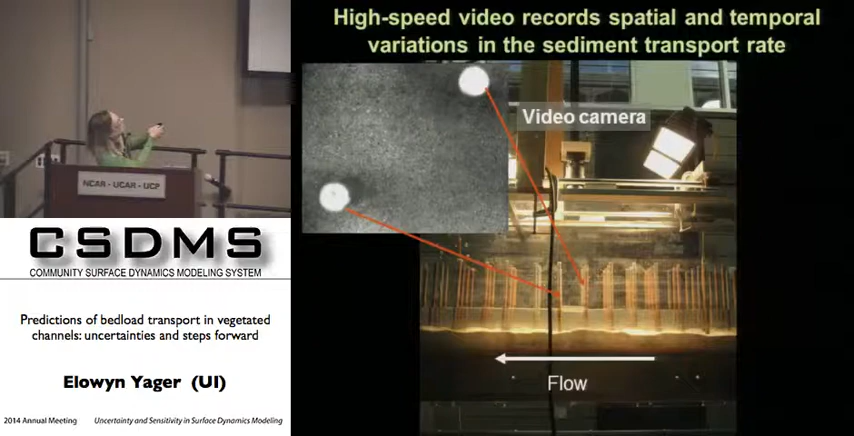 High-speed video records spatial and temporal
variations in the sediment transport rate
Video camera
Flow
NCAR - UCAR - UCP
CSDMS
COMMUNITY SURFACE DYNAMICS MODELING SYSTEM
Predictions of bedload transport in vegetated
channels: uncertainties and steps forward
Elowyn Yager (UI)
2014 Annual Meeting Uncertainty and Sensitivity in Surface Dynamics Modeling